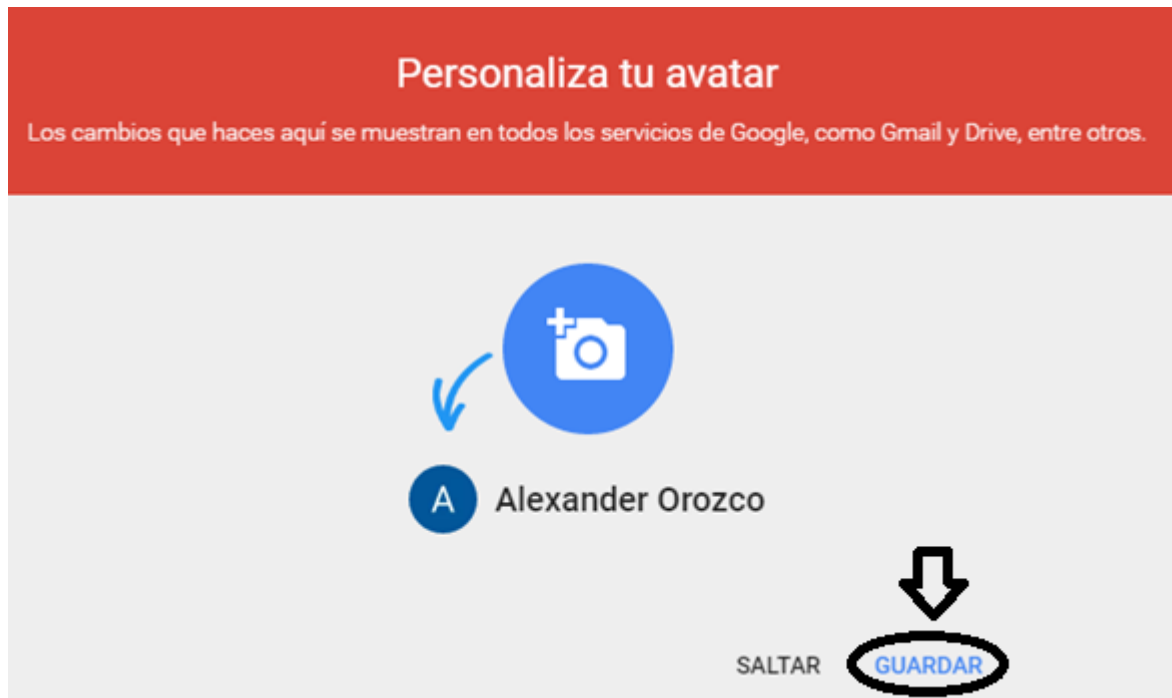 Personaliza tu avatar
Los cambios que haces aquí se muestran en todos los servicios de Google, como Gmail y Drive, entre otros.
A Alexander Orozco
SALTAR GUARDAR